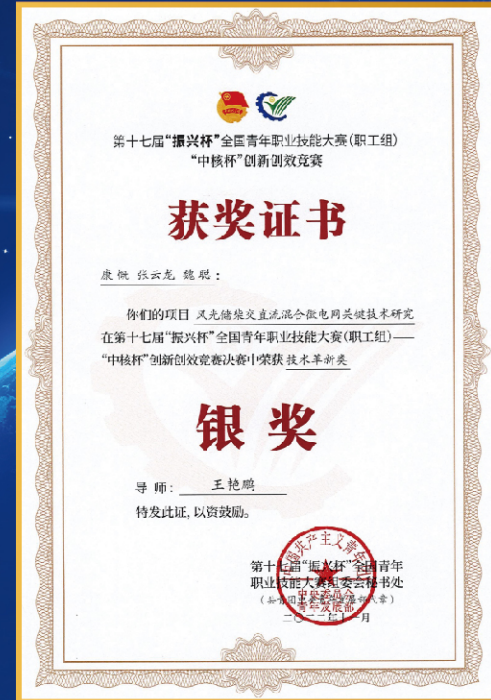 第十七届“振兴杯”全国青年职业技能大赛(职工组)
“中核杯”创新创效竞赛
获奖证书
康恹 张云龙 魏聪:
你们的项目 风光储柴交直流混合微电网关键技术研究
在第十七届“振兴杯”全国青年职业技能大赛(职工组)——
“中核杯”创新创效竞赛决赛中荣获 技术革新类
银奖
导师: 王艳鹏
特发此证,以资鼓励。
第十七届“振兴杯”全国青年
职业技能大赛组委会秘书处
二〇二二年十一月